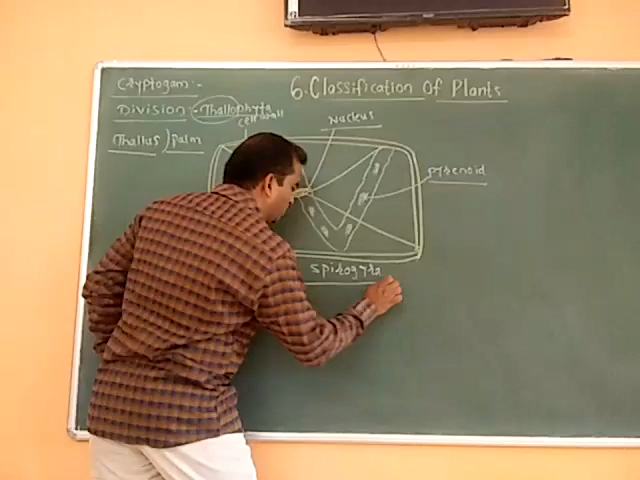 Cryptogam :-
6. Classification Of Plants
Division :- Thallophyta
cell wall
Nucleus
Thallus) palm
pyrenoid
spirogyra